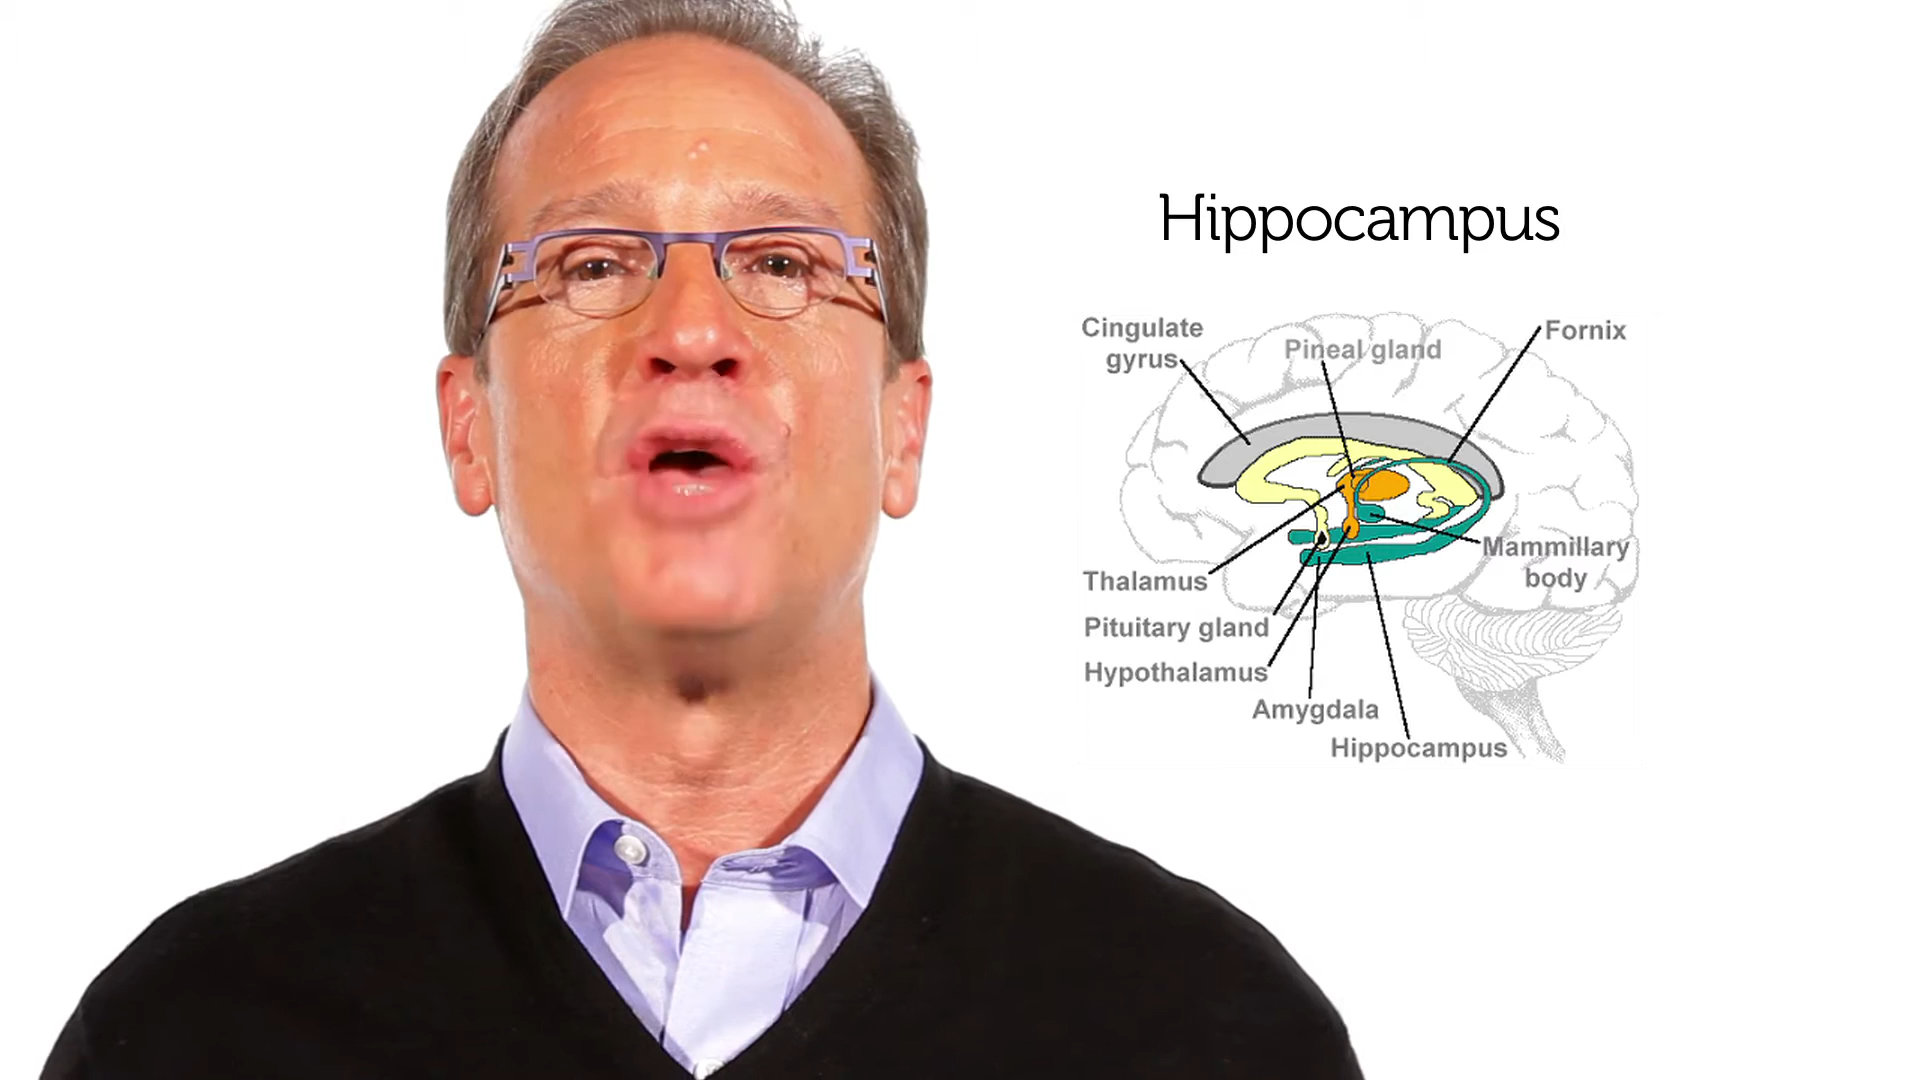 Hippocampus
Cingulate
gyrus
Pineal gland
Fornix
Mammillary
body
Thalamus
Pituitary gland
Hypothalamus
Amygdala
Hippocampus